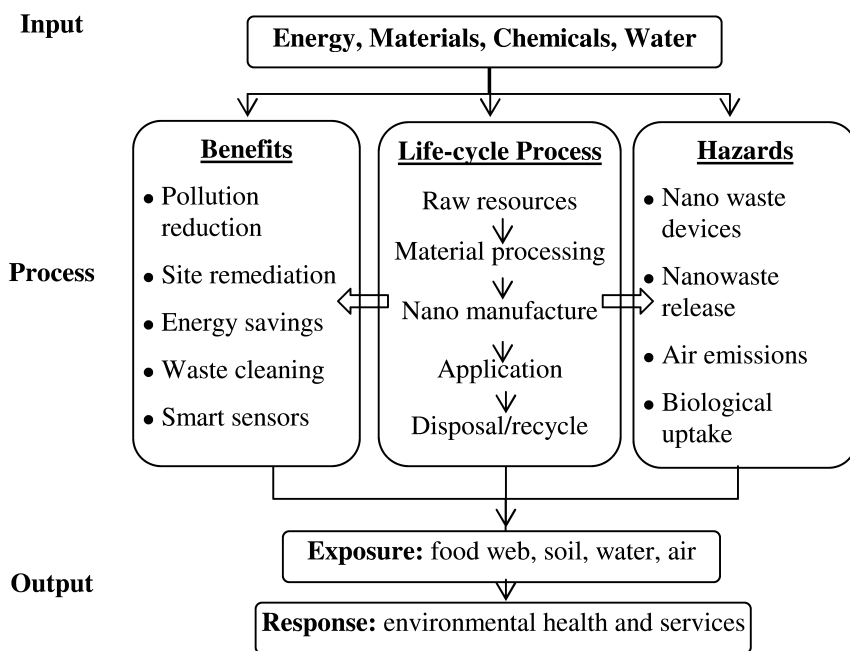 Input
Energy, Materials, Chemicals, Water
Process
Benefits
• Pollution
reduction
• Site remediation
• Energy savings
• Waste cleaning
• Smart sensors
Life-cycle Process
Raw resources
Material processing
Nano manufacture
Application
Disposal/recycle
Hazards
• Nano waste
devices
• Nanowaste
release
• Air emissions
• Biological
uptake
Output
Exposure: food web, soil, water, air
Response: environmental health and services